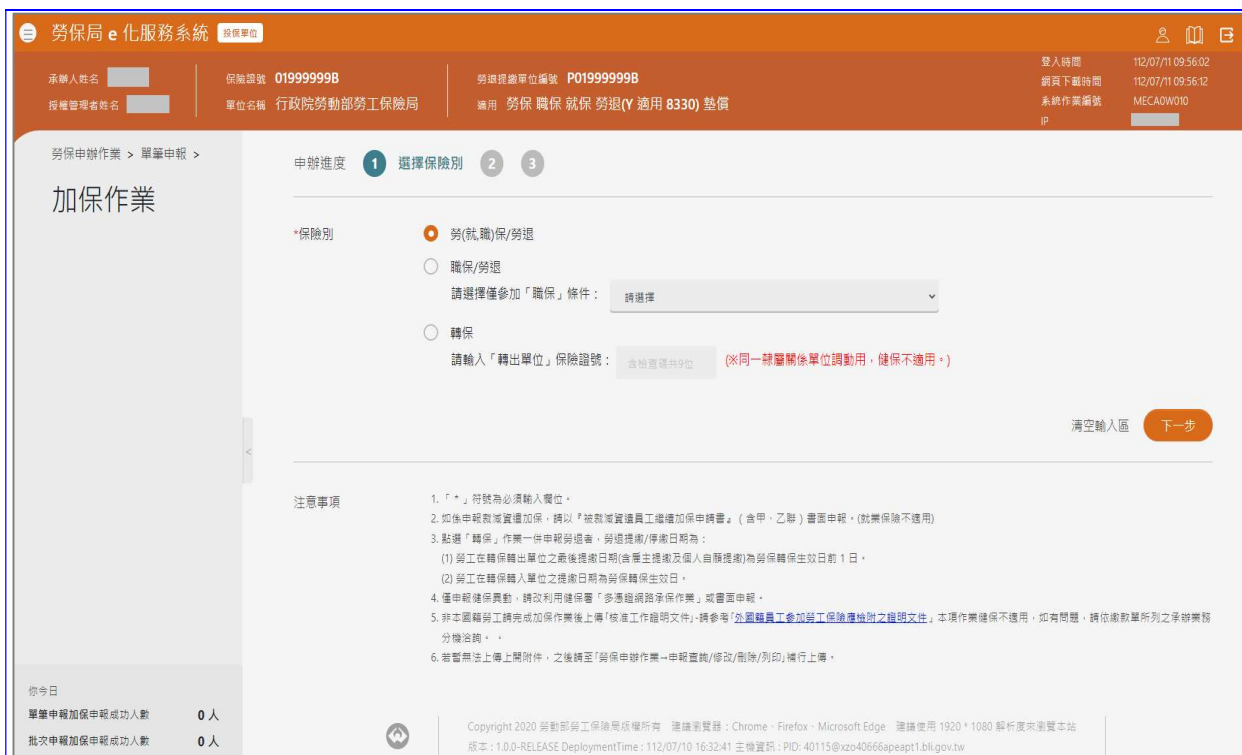 勞保局 e 化服務系統 投保單位
承辦人姓名
授權管理者姓名
保險證號 01999999B
單位名稱 行政院勞動部勞工保險局
勞退提繳單位編號 P01999999B
適用 勞保 職保 就保 勞退(Y 適用 8330) 墊償
登入時間 112/07/11 09:56:02
網頁下載時間 112/07/11 09:56:12
系統作業編號 MECA0W010
IP
勞保申辦作業 > 單筆申報 >
加保作業
申辦進度 1 選擇保險別 2 3
*保險別
勞(就,職)保/勞退
職保/勞退
請選擇僅參加「職保」條件： 請選擇
轉保
請輸入「轉出單位」保險證號： 含檢查碼共9位 (※同一隸屬關係單位調動用，健保不適用。)
清空輸入區 下一步
<
注意事項
1. 「 * 」符號為必須輸入欄位。
2. 如係申報裁減資遣加保，請以『被裁減資遣員工繼續加保申請書』（含甲、乙聯）書面申報。(就業保險不適用)
3. 點選「轉保」作業一併申報勞退者，勞退提繳/停繳日期為：
(1) 勞工在轉保轉出單位之最後提繳日期(含雇主提繳及個人自願提繳)為勞保轉保生效日前 1 日。
(2) 勞工在轉保轉入單位之提繳日期為勞保轉保生效日。
4. 僅申報健保異動，請改利用健保署「多憑證網路承保作業」或書面申報。
5. 非本國籍勞工請完成加保作業後上傳「核准工作證明文件」-請參考「外國籍員工參加勞工保險應檢附之證明文件」本項作業健保不適用，如有問題，請依繳款單所列之承辦業務
分機洽詢。 。
6. 若暫無法上傳上開附件，之後請至「勞保申辦作業→申報查詢/修改/刪除/列印」補行上傳。
你今日
單筆申報加保申報成功人數 0 人
批次申報加保申報成功人數 0 人
Copyright 2020 勞動部勞工保險局版權所有 建議瀏覽器：Chrome、Firefox、Microsoft Edge 建議使用 1920 * 1080 解析度來瀏覽本站
版本 : 1.0.0-RELEASE DeploymentTime : 112/07/10 16:32:41 主機資訊 : PID: 40115@xzo40666apeapt1.bli.gov.tw